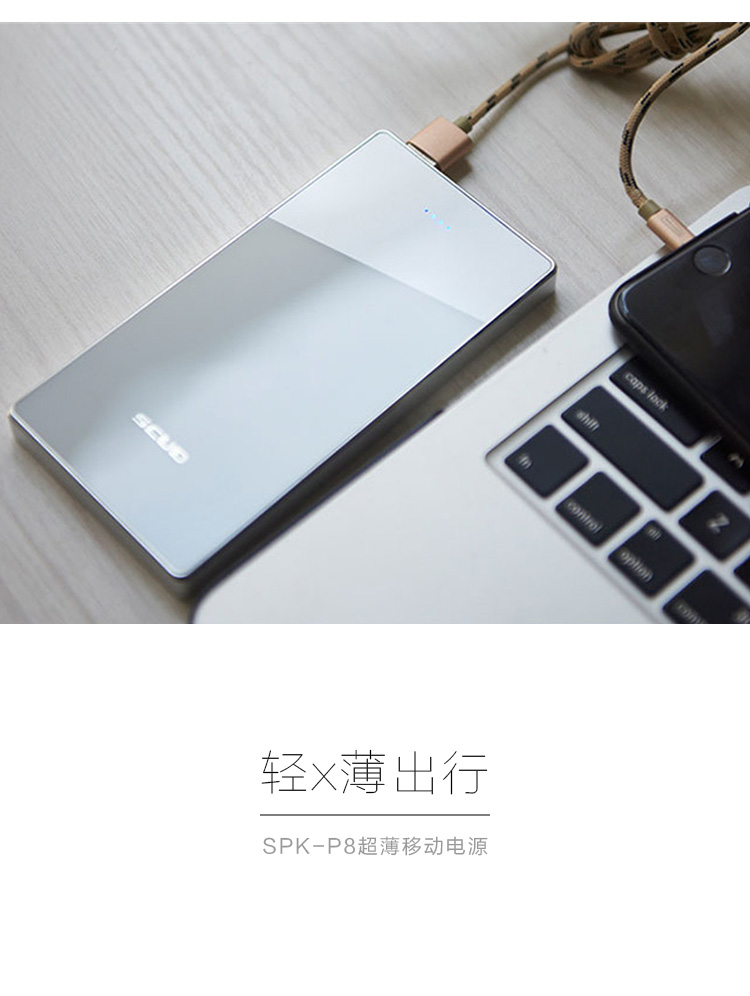 SCUD
caps lock
shift
fn
Z
control
alt
option
轻x薄出行
SPK-P8超薄移动电源